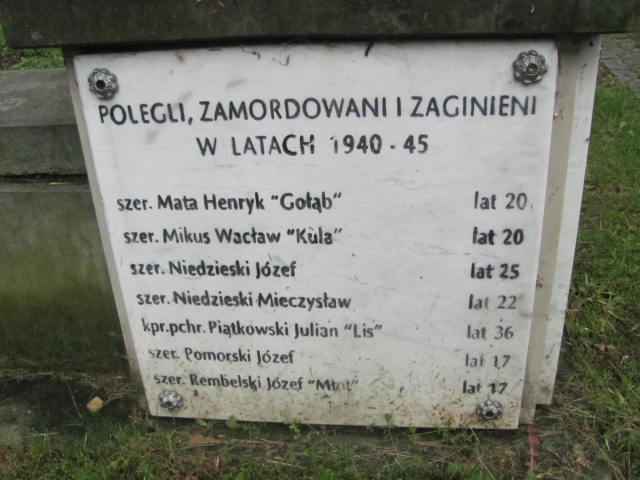 POLEGLI, ZAMORDOWANI I ZAGINIENI
W LATACH 1940 - 45
szer. Mata Henryk "Gołąb" lat 20
szer. Mikus Wacław "Kula" lat 20
szer. Niedzieski Józef lat 25
szer. Niedzieski Mieczysław lat 22
kpr.pchr. Piątkowski Julian "Lis" lat 36
szer. Pomorski Józef lat 17
szer. Rembelski Józef lat 17